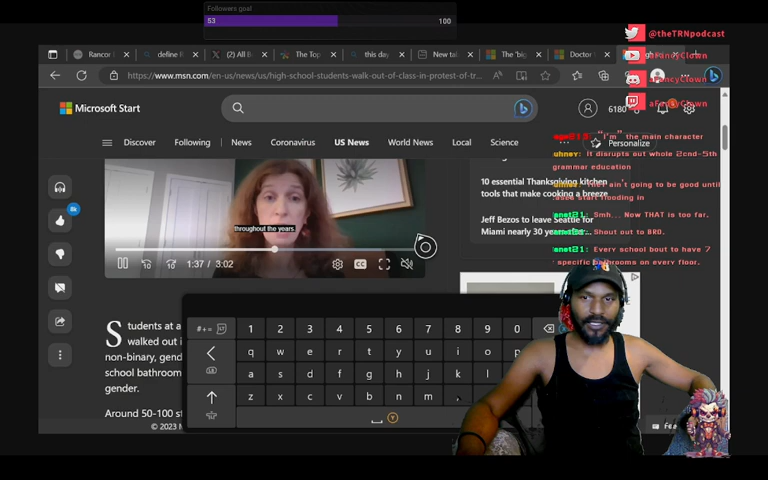 Followers goal
53
100
@theTRNpodcast
Rancor
define
(2) All B
The Top
this day
New tab
The "big
Doctor
https://www.msn.com/en-us/news/us/high-school-students-walk-out-of-class-in-protest-of-tr...
Microsoft Start
6180
Discover
Following
News
Coronavirus
US News
World News
Local
Science
Personalize
"I'm" the main character
It disrupts out whole 2cnd-5th
grammar education
Smh... Now THAT is too far.
Shout out to BRO.
Every school bout to have 7
specific bathrooms on every floor,
10 essential Thanksgiving kitchen
tools that make cooking a breeze
Jeff Bezos to leave Seattle for
Miami nearly 30 years after...
throughout the years.
10
10
1:37 / 3:02
CC
Students at a
walked out
non-binary, gend
school bathroom
gender.
Around 50-100 st
© 2023 M
#+=
1 2 3 4 5 6 7 8 9 0
q w e r t y u i o p
a s d f g h j k l
z x c v b n m ,
Y